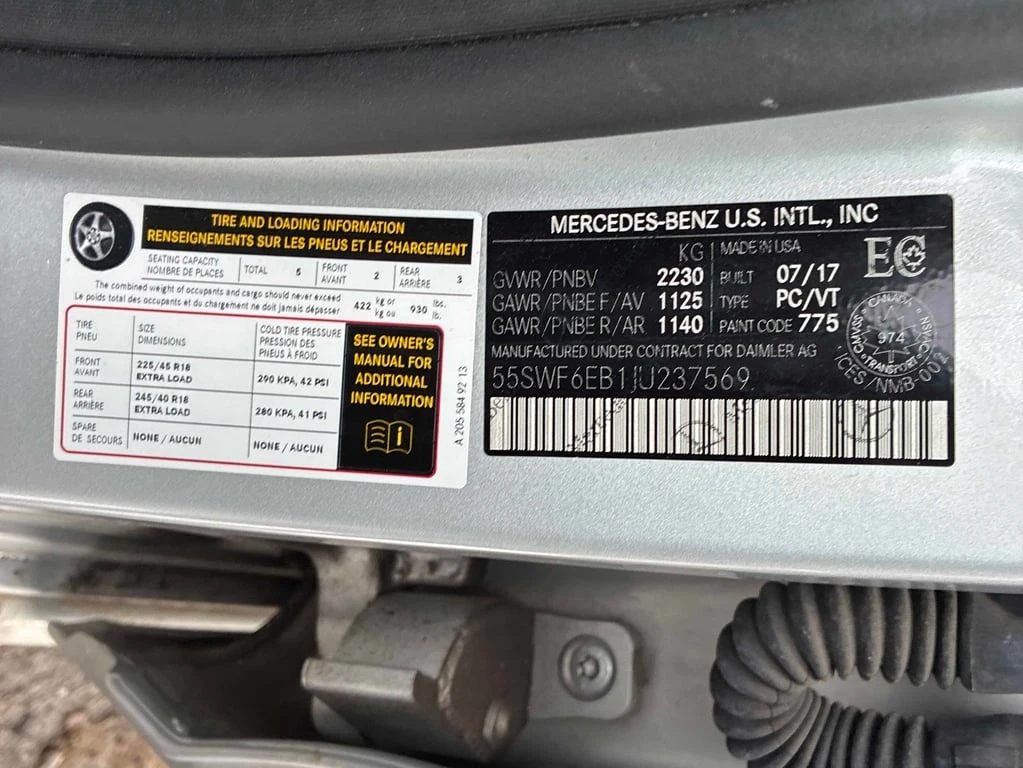 TIRE AND LOADING INFORMATION
RENSEIGNEMENTS SUR LES PNEUS ET LE CHARGEMENT
SEATING CAPACITY
NOMBRE DE PLACES
TOTAL 5
FRONT
AVANT
2
REAR
ARRIÈRE
3
The combined weight of occupants and cargo should never exceed
Le poids total des occupants et du chargement ne doit jamais dépasser
422 kg or
kg ou
930 lbs.
lb.
TIRE
PNEU
SIZE
DIMENSIONS
COLD TIRE PRESSURE
PRESSION DES
PNEUS À FROID
FRONT
AVANT
225/45 R18
EXTRA LOAD
290 KPA, 42 PSI
REAR
ARRIÈRE
245/40 R18
EXTRA LOAD
280 KPA, 41 PSI
SPARE
DE SECOURS
NONE / AUCUN
NONE / AUCUN
SEE OWNER'S
MANUAL FOR
ADDITIONAL
INFORMATION
A 205 584 92 13
MERCEDES-BENZ U.S. INTL., INC
KG
GVWR/PNBV 2230
GAWR/PNBE F/AV 1125
GAWR/PNBE R/AR 1140
MADE IN USA
BUILT 07/17
TYPE PC/VT
PAINT CODE 775
EC
CANADA
974
TRANSPORT
CMVSS
NSVAC
ICES/NMB-002
MANUFACTURED UNDER CONTRACT FOR DAIMLER AG
55SWF6EB1JU237569